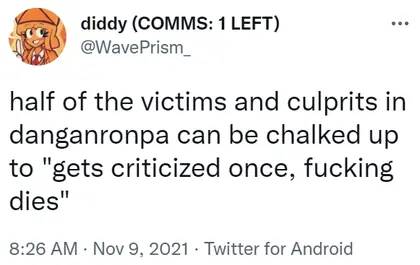 diddy (COMMS: 1 LEFT)
@WavePrism_
half of the victims and culprits in
danganronpa can be chalked up
to "gets criticized once, fucking
dies"
8:26 AM · Nov 9, 2021 · Twitter for Android